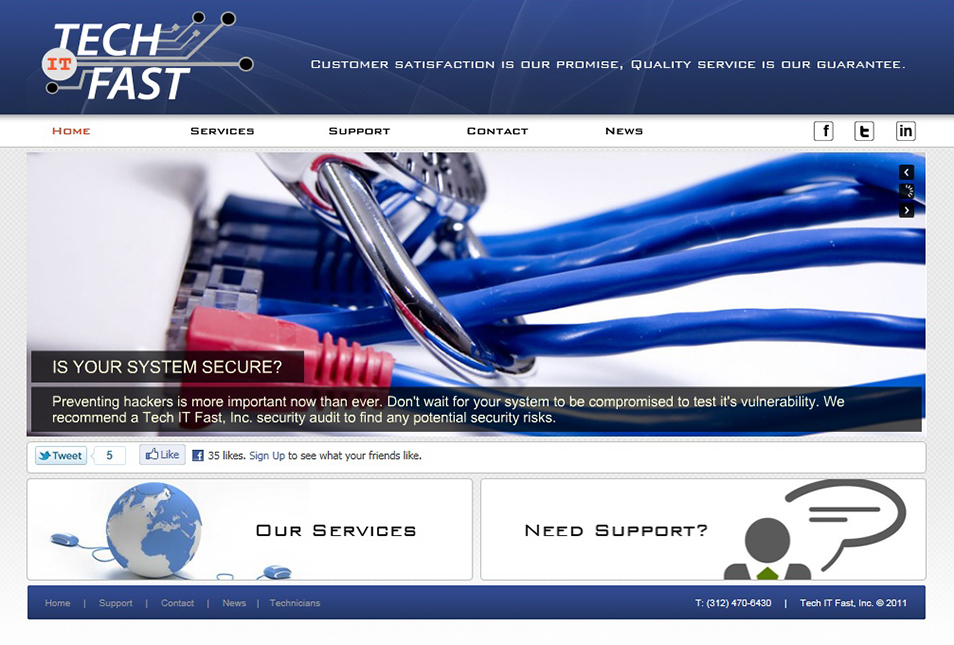 TECH
IT
FAST
Customer satisfaction is our promise, Quality service is our guarantee.
Home Services Support Contact News f t in
IS YOUR SYSTEM SECURE?
Preventing hackers is more important now than ever. Don't wait for your system to be compromised to test it's vulnerability. We
recommend a Tech IT Fast, Inc. security audit to find any potential security risks.
Tweet 5 Like f 35 likes. Sign Up to see what your friends like.
Our Services
Need Support?
Home | Support | Contact | News | Technicians T: (312) 470-6430 | Tech IT Fast, Inc. © 2011